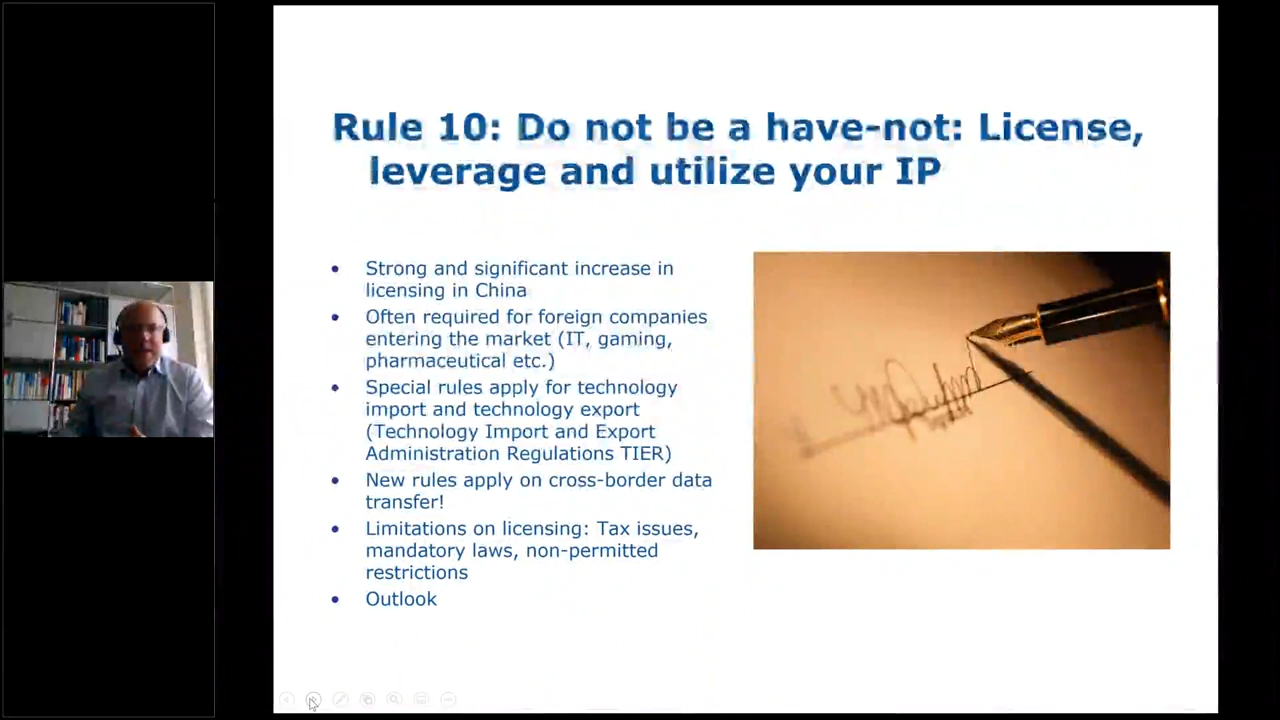 Rule 10: Do not be a have-not: License,
leverage and utilize your IP
• Strong and significant increase in
licensing in China
• Often required for foreign companies
entering the market (IT, gaming,
pharmaceutical etc.)
• Special rules apply for technology
import and technology export
(Technology Import and Export
Administration Regulations TIER)
• New rules apply on cross-border data
transfer!
• Limitations on licensing: Tax issues,
mandatory laws, non-permitted
restrictions
• Outlook